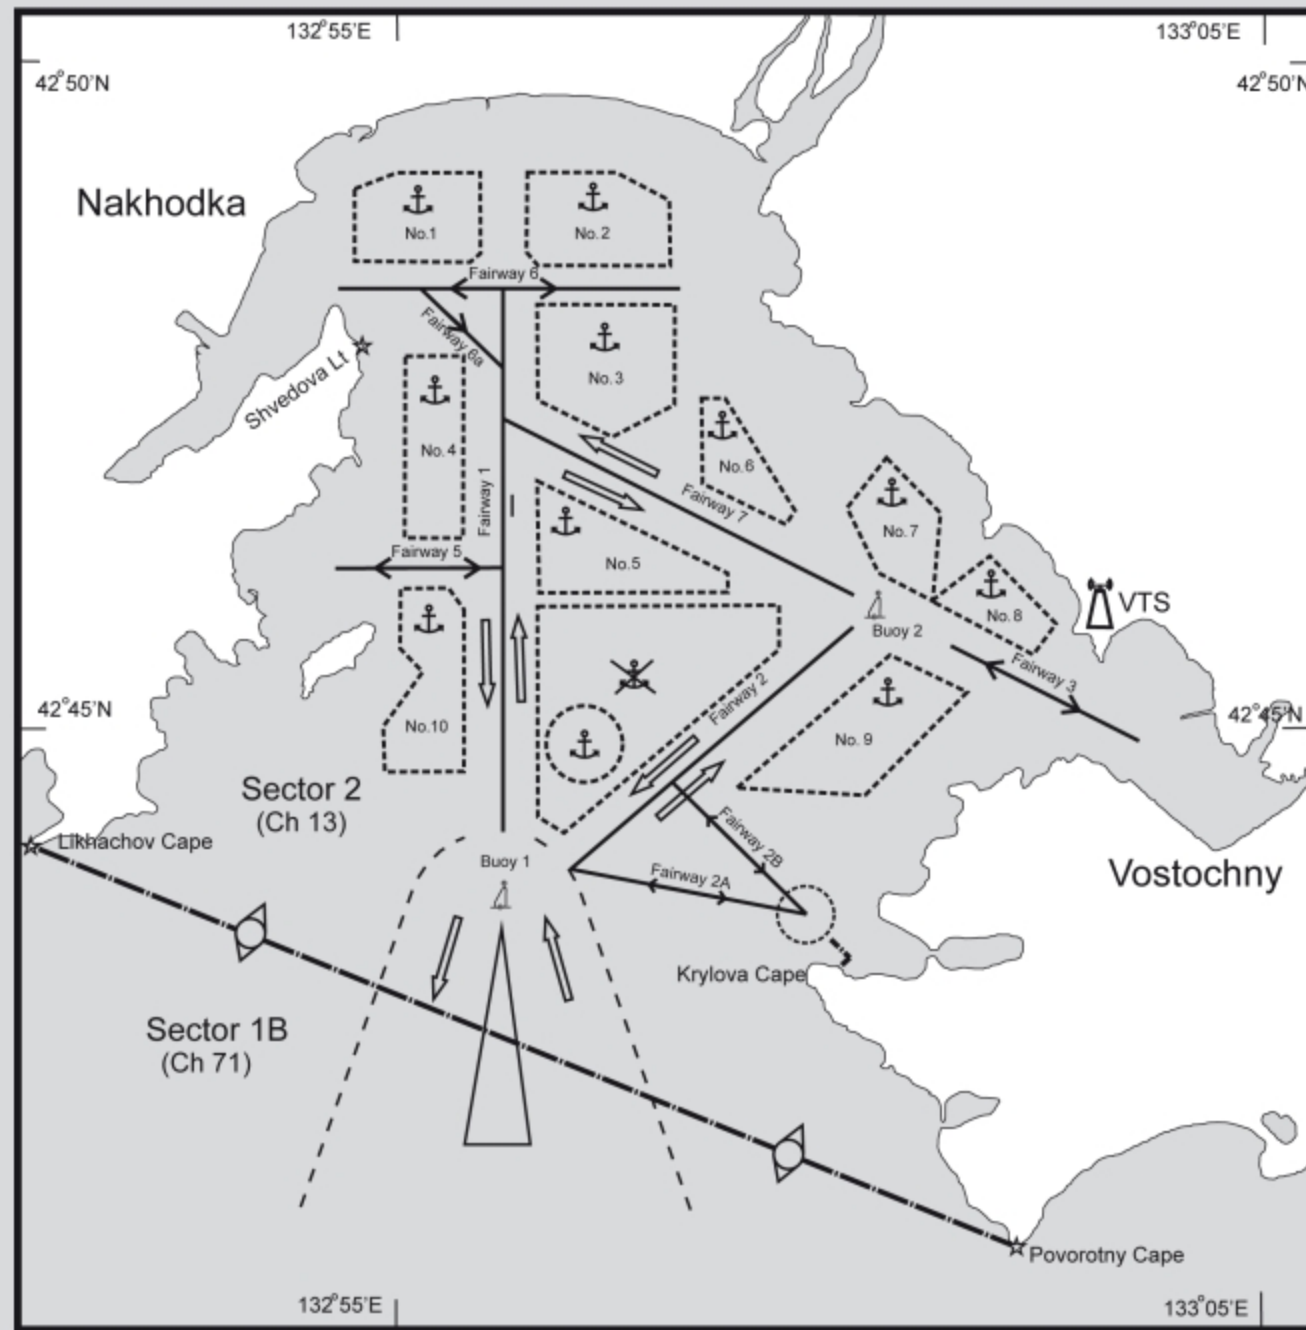 132°55'E
133°05'E
42°50'N
42°50'N
Nakhodka
No.1
No.2
Fairway 6
Fairway 6a
Shvedova Lt
No.3
No.4
No.6
Fairway 1
Fairway 7
No.7
Fairway 5
No.5
No.8
VTS
Buoy 2
Fairway 3
42°45'N
42°45'N
No.10
Fairway 2
No.9
Sector 2
(Ch 13)
Likhachov Cape
Buoy 1
Fairway 2B
Fairway 2A
Vostochny
Krylova Cape
Sector 1B
(Ch 71)
Povorotny Cape
132°55'E
133°05'E